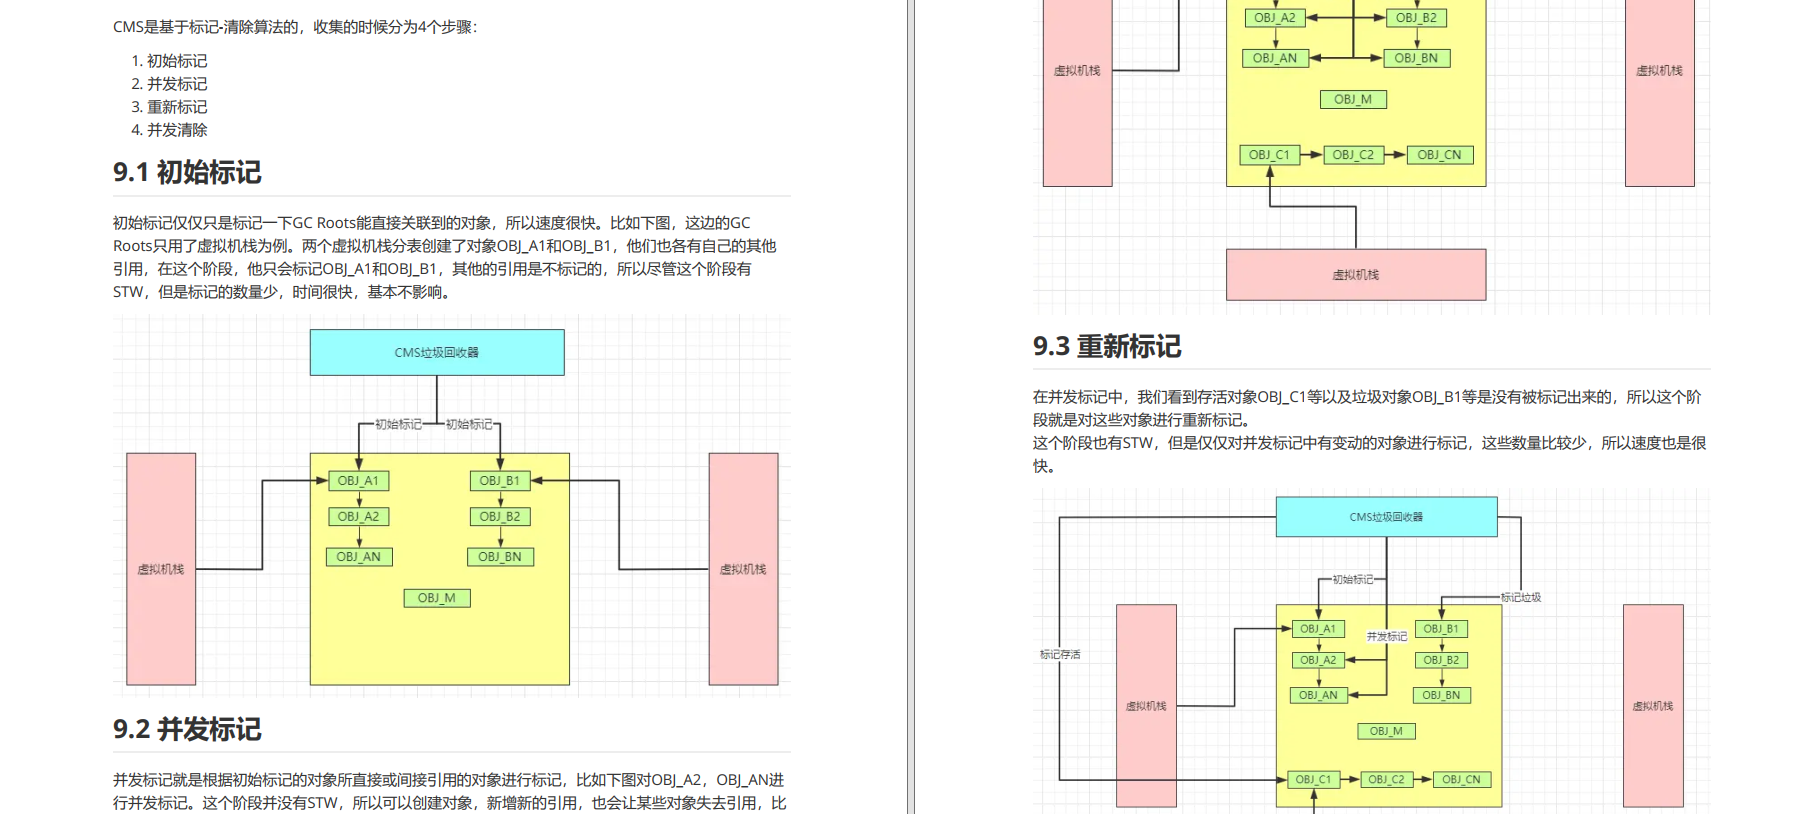 CMS是基于标记-清除算法的，收集的时候分为4个步骤：
1. 初始标记
2. 并发标记
3. 重新标记
4. 并发清除
9.1 初始标记
初始标记仅仅只是标记一下GC Roots能直接关联到的对象，所以速度很快。比如下图，这边的GC
Roots只用了虚拟机栈为例。两个虚拟机栈分表创建了对象OBJ_A1和OBJ_B1，他们也各有自己的其他
引用，在这个阶段，他只会标记OBJ_A1和OBJ_B1，其他的引用是不标记的，所以尽管这个阶段有
STW，但是标记的数量少，时间很快，基本不影响。
CMS垃圾回收器
初始标记
初始标记
OBJ_A1
OBJ_B1
OBJ_A2
OBJ_B2
OBJ_AN
OBJ_BN
虚拟机栈
虚拟机栈
OBJ_M
9.2 并发标记
并发标记就是根据初始标记的对象所直接或间接引用的对象进行标记，比如下图对OBJ_A2，OBJ_AN进
行并发标记。这个阶段并没有STW，所以可以创建对象，新增新的引用，也会让某些对象失去引用，比
OBJ_A2
OBJ_B2
OBJ_AN
OBJ_BN
虚拟机栈
虚拟机栈
OBJ_M
OBJ_C1
OBJ_C2
OBJ_CN
虚拟机栈
9.3 重新标记
在并发标记中，我们看到存活对象OBJ_C1等以及垃圾对象OBJ_B1等是没有被标记出来的，所以这个阶
段就是对这些对象进行重新标记。
这个阶段也有STW，但是仅仅对并发标记中有变动的对象进行标记，这些数量比较少，所以速度也是很
快。
CMS垃圾回收器
初始标记
标记垃圾
OBJ_A1
并发标记
OBJ_B1
标记存活
OBJ_A2
OBJ_B2
OBJ_AN
OBJ_BN
虚拟机栈
虚拟机栈
OBJ_M
OBJ_C1
OBJ_C2
OBJ_CN